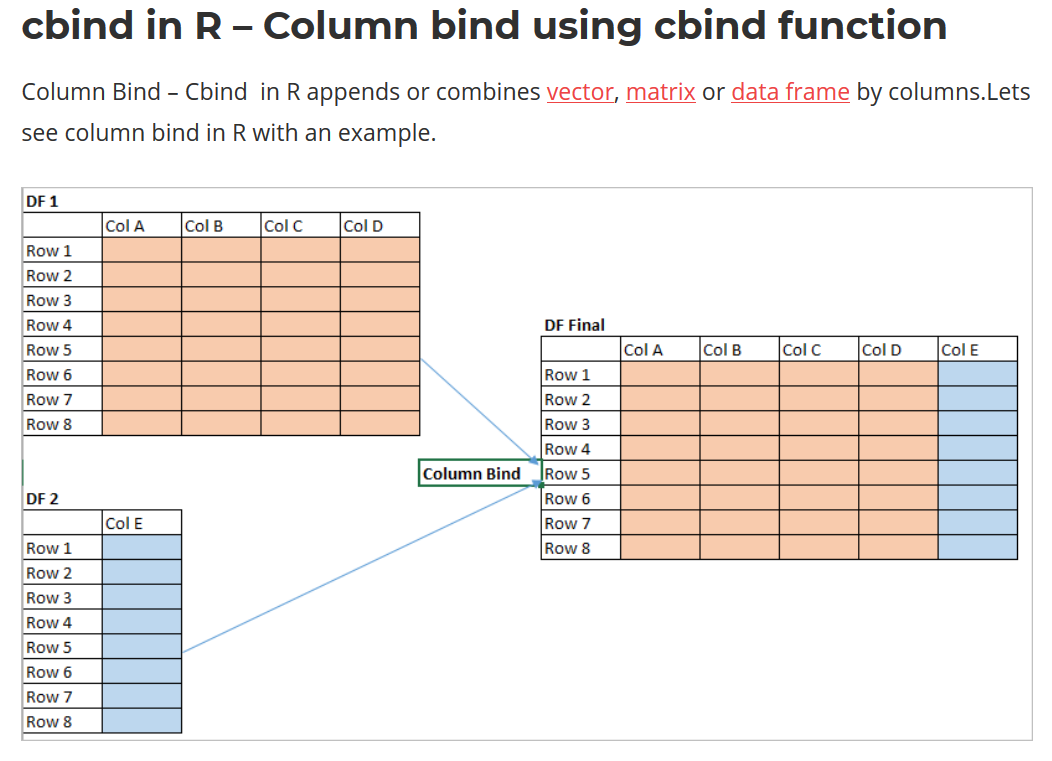 cbind in R – Column bind using cbind function
Column Bind – Cbind  in R appends or combines vector, matrix or data frame by columns.Lets
see column bind in R with an example.
DF 1
Col A Col B Col C Col D
Row 1
Row 2
Row 3
Row 4
Row 5
Row 6
Row 7
Row 8
DF 2
Col E
Row 1
Row 2
Row 3
Row 4
Row 5
Row 6
Row 7
Row 8
Column Bind
DF Final
Col A Col B Col C Col D Col E
Row 1
Row 2
Row 3
Row 4
Row 5
Row 6
Row 7
Row 8